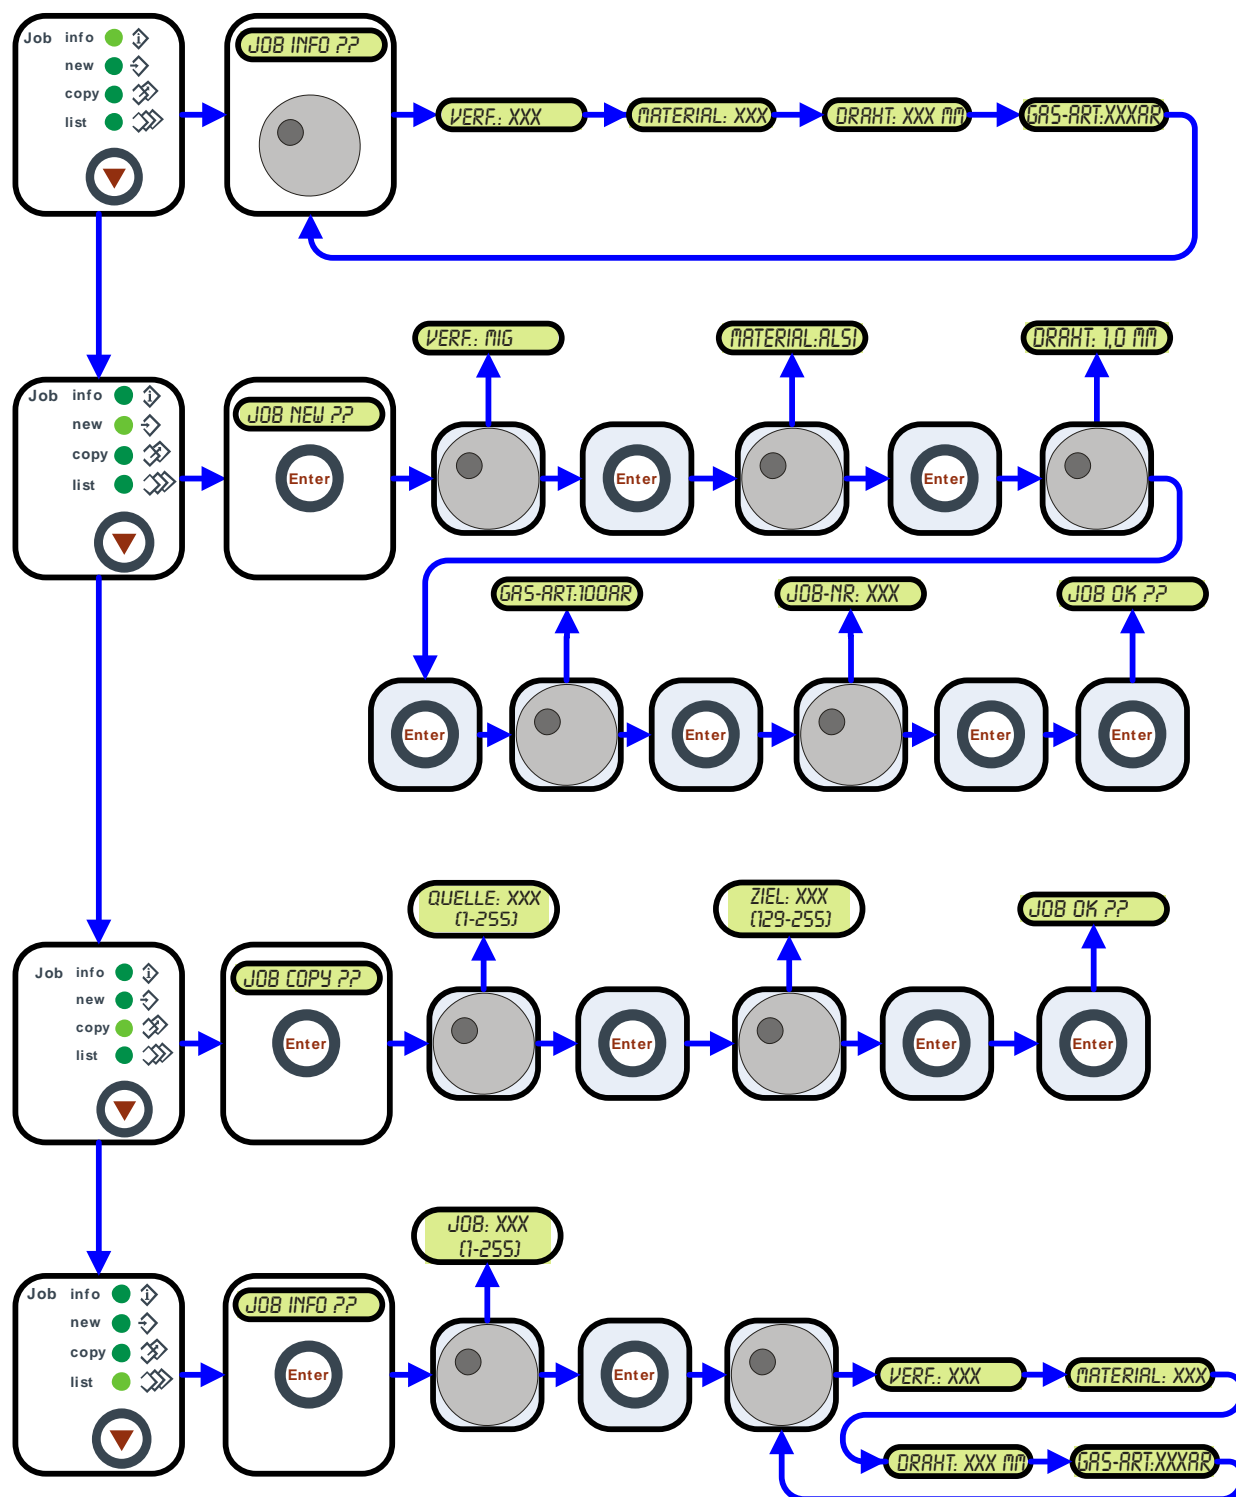 Job info
new
copy
list
JOB INFO ??
VERF.: XXX
MATERIAL: XXX
DRAHT: XXX MM
GAS-ART:XXXAR
VERF.: MIG
MATERIAL:ALSI
DRAHT: 1,0 MM
Job info
new
copy
list
JOB NEW ??
Enter
Enter
Enter
GAS-ART:100AR
JOB-NR: XXX
JOB OK ??
Enter
Enter
Enter
Enter
QUELLE: XXX
(1-255)
ZIEL: XXX
(129-255)
JOB OK ??
Job info
new
copy
list
JOB COPY ??
Enter
Enter
Enter
Enter
JOB: XXX
(1-255)
Job info
new
copy
list
JOB INFO ??
Enter
Enter
VERF.: XXX
MATERIAL: XXX
DRAHT: XXX MM
GAS-ART:XXXAR